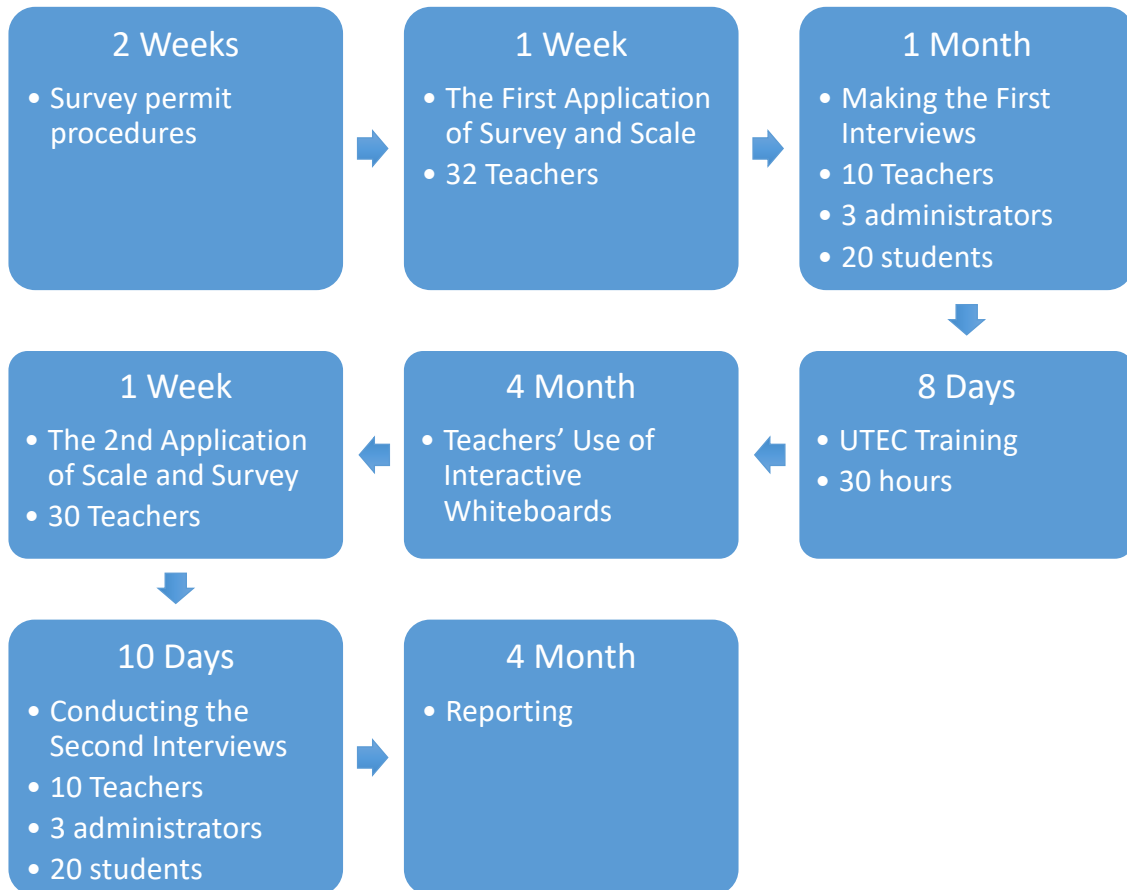 2 Weeks
• Survey permit
procedures
1 Week
• The First Application
of Survey and Scale
• 32 Teachers
1 Month
• Making the First
Interviews
• 10 Teachers
• 3 administrators
• 20 students
8 Days
• UTEC Training
• 30 hours
4 Month
• Teachers’ Use of
Interactive
Whiteboards
1 Week
• The 2nd Application
of Scale and Survey
• 30 Teachers
10 Days
• Conducting the
Second Interviews
• 10 Teachers
• 3 administrators
• 20 students
4 Month
• Reporting